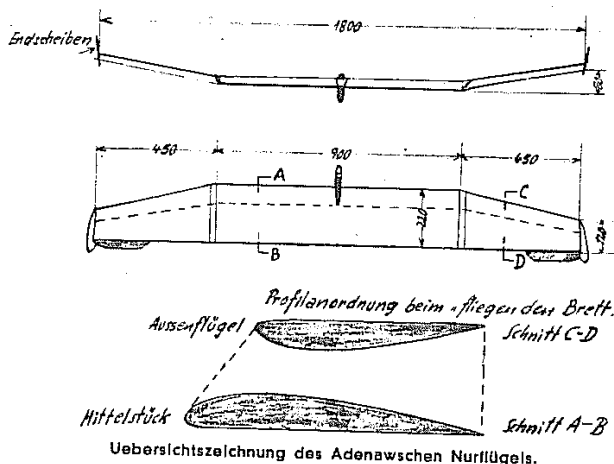 1800
Endscheiben
450 900 450
A C
220
120
B D
Profilanordnung beim „fliegenden Brett.
Aussenflügel Schnitt C-D
Mittelstück Schnitt A-B
Uebersichtszeichnung des Adenawschen Nurflügels.